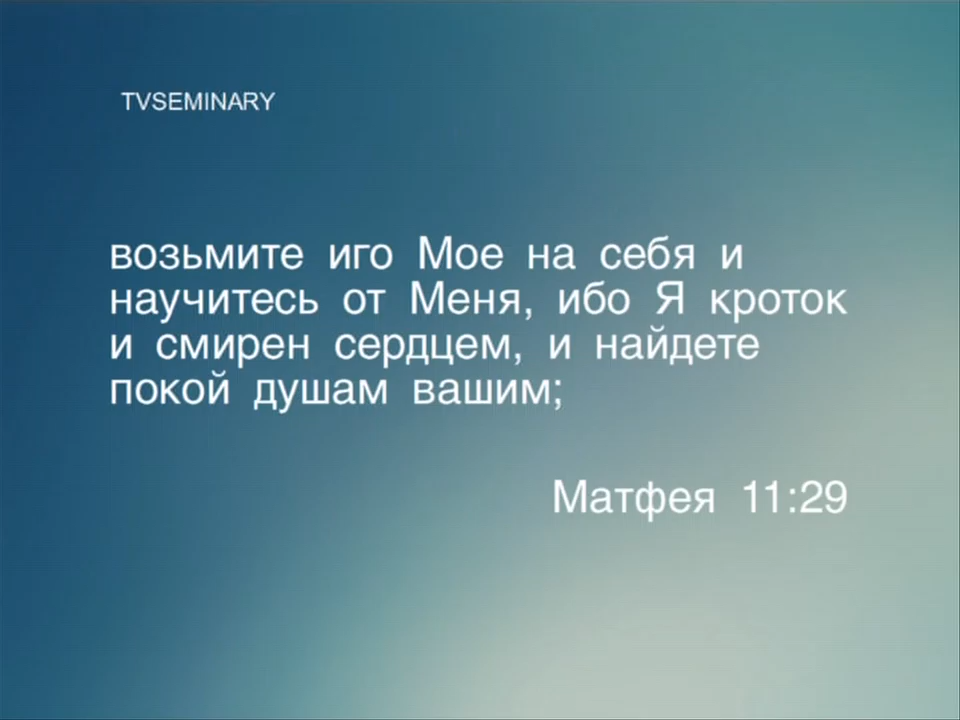 TVSEMINARY
возьмите иго Мое на себя и
научитесь от Меня, ибо Я кроток
и смирен сердцем, и найдете
покой душам вашим;
Матфея 11:29